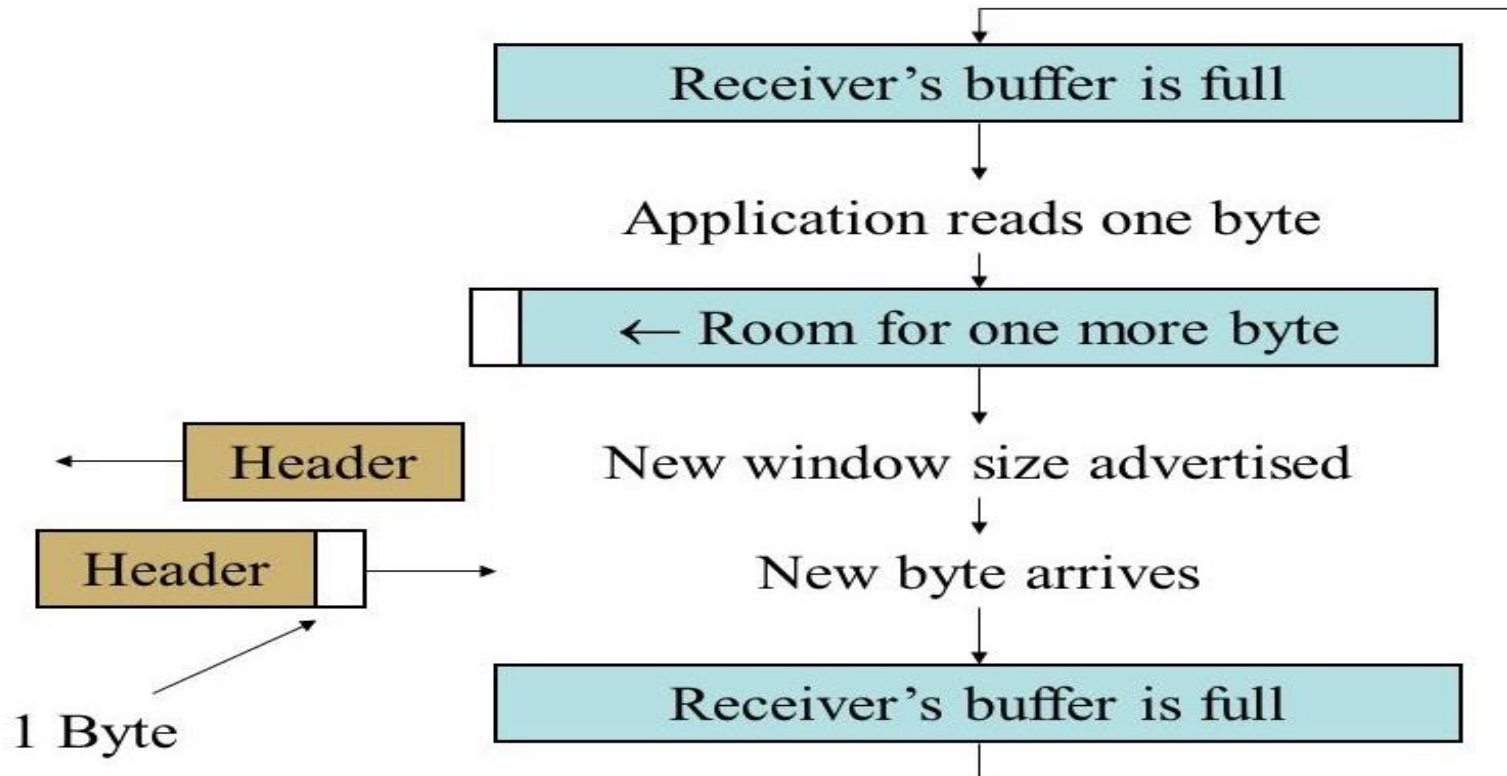 Receiver’s buffer is full
Application reads one byte
← Room for one more byte
Header
New window size advertised
Header
New byte arrives
Receiver’s buffer is full
1 Byte